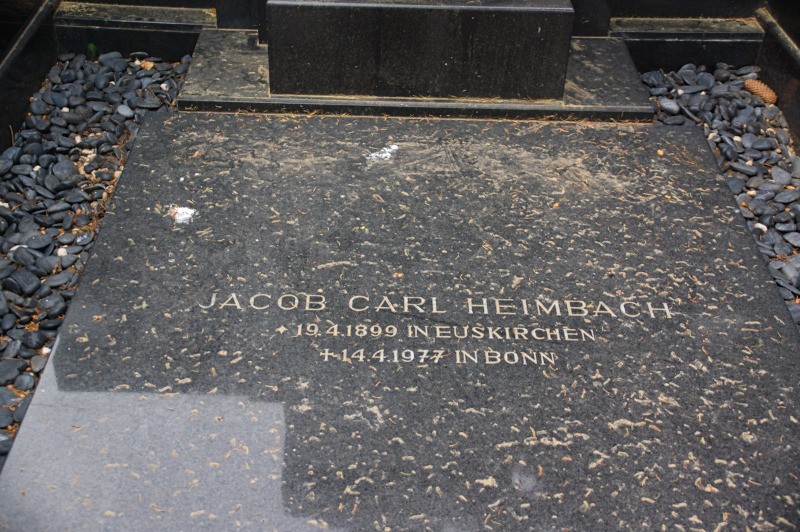 JACOB CARL HEIMBACH
✦ 19.4.1899 IN EUSKIRCHEN
✝ 14.4.1977 IN BONN